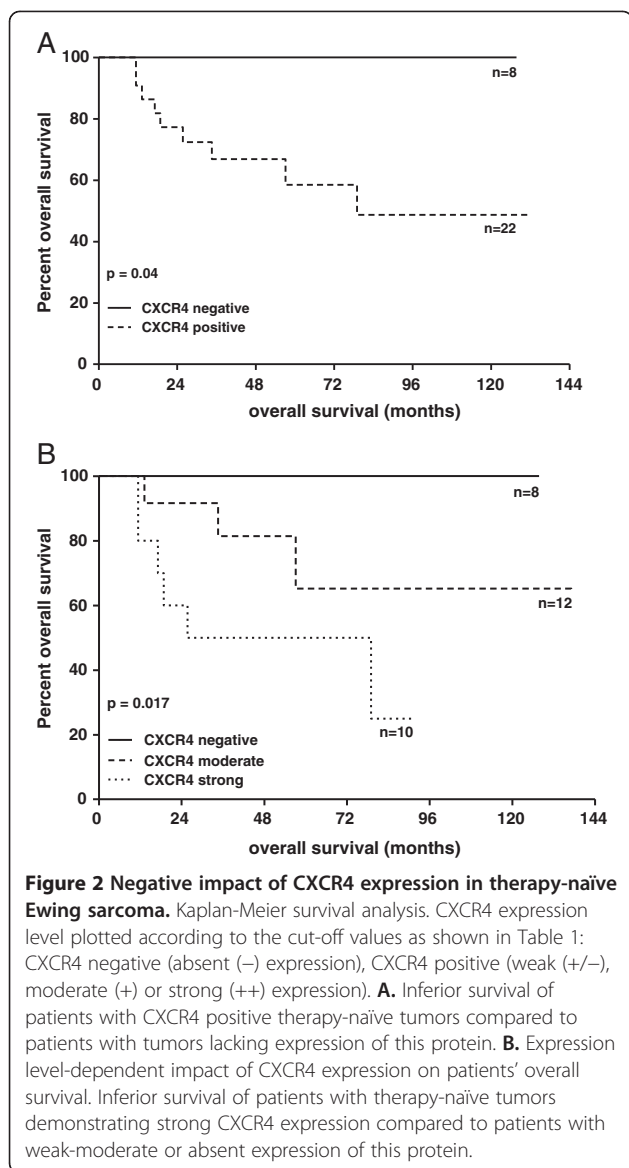 A
100
80
60
40
20
0
Percent overall survival
n=8
n=22
p = 0.04
CXCR4 negative
CXCR4 positive
0 24 48 72 96 120 144
overall survival (months)
B
100
80
60
40
20
0
Percent overall survival
n=8
n=12
n=10
p = 0.017
CXCR4 negative
CXCR4 moderate
CXCR4 strong
0 24 48 72 96 120 144
overall survival (months)
Figure 2 Negative impact of CXCR4 expression in therapy-naïve
Ewing sarcoma. Kaplan-Meier survival analysis. CXCR4 expression
level plotted according to the cut-off values as shown in Table 1:
CXCR4 negative (absent (−) expression), CXCR4 positive (weak (+/−),
moderate (+) or strong (++) expression). A. Inferior survival of
patients with CXCR4 positive therapy-naïve tumors compared to
patients with tumors lacking expression of this protein. B. Expression
level-dependent impact of CXCR4 expression on patients’ overall
survival. Inferior survival of patients with therapy-naïve tumors
demonstrating strong CXCR4 expression compared to patients with
weak-moderate or absent expression of this protein.